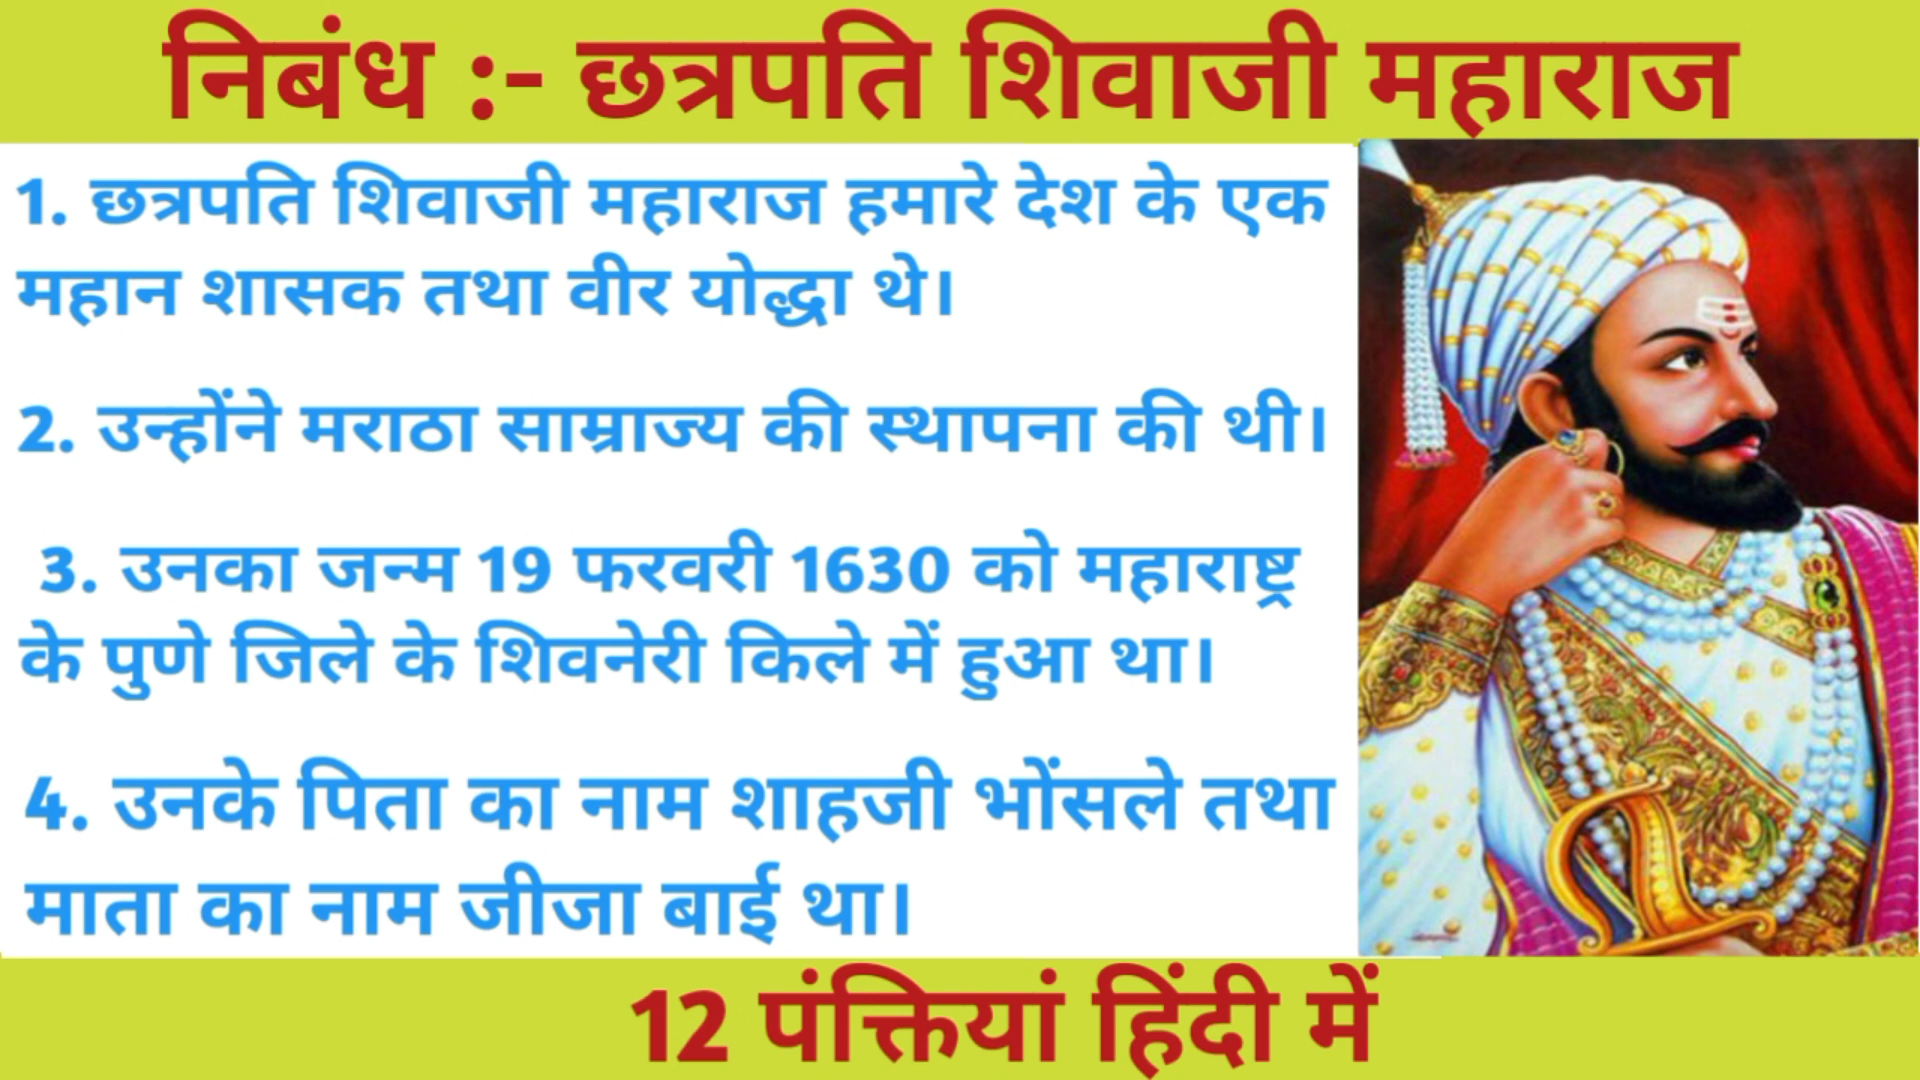 निबंध :- छत्रपति शिवाजी महाराज
1. छत्रपति शिवाजी महाराज हमारे देश के एक
महान शासक तथा वीर योद्धा थे।
2. उन्होंने मराठा साम्राज्य की स्थापना की थी।
3. उनका जन्म 19 फरवरी 1630 को महाराष्ट्र
के पुणे जिले के शिवनेरी किले में हुआ था।
4. उनके पिता का नाम शाहजी भोंसले तथा
माता का नाम जीजा बाई था।
12 पंक्तियां हिंदी में